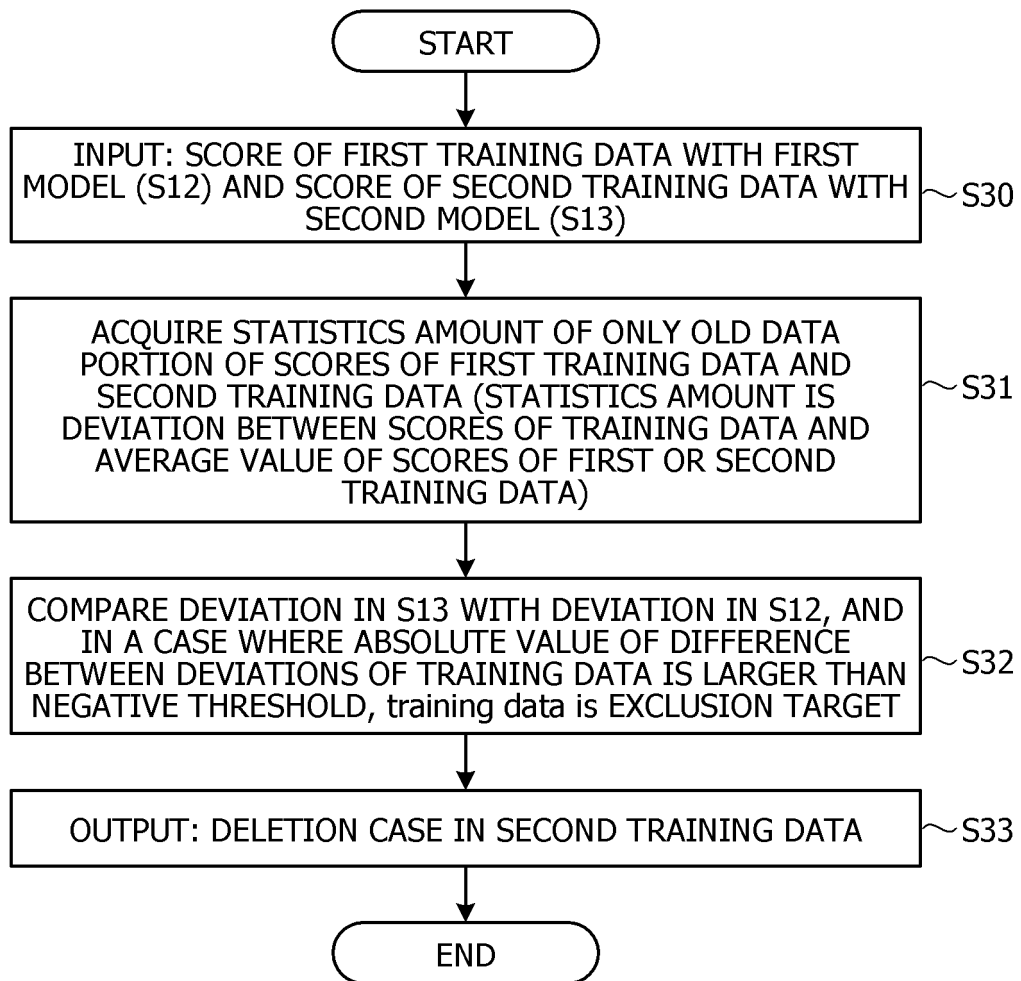 START
INPUT: SCORE OF FIRST TRAINING DATA WITH FIRST
MODEL (S12) AND SCORE OF SECOND TRAINING DATA WITH
SECOND MODEL (S13)
S30
ACQUIRE STATISTICS AMOUNT OF ONLY OLD DATA
PORTION OF SCORES OF FIRST TRAINING DATA AND
SECOND TRAINING DATA (STATISTICS AMOUNT IS
DEVIATION BETWEEN SCORES OF TRAINING DATA AND
AVERAGE VALUE OF SCORES OF FIRST OR SECOND
TRAINING DATA)
S31
COMPARE DEVIATION IN S13 WITH DEVIATION IN S12, AND
IN A CASE WHERE ABSOLUTE VALUE OF DIFFERENCE
BETWEEN DEVIATIONS OF TRAINING DATA IS LARGER THAN
NEGATIVE THRESHOLD, training data is EXCLUSION TARGET
S32
OUTPUT: DELETION CASE IN SECOND TRAINING DATA
S33
END